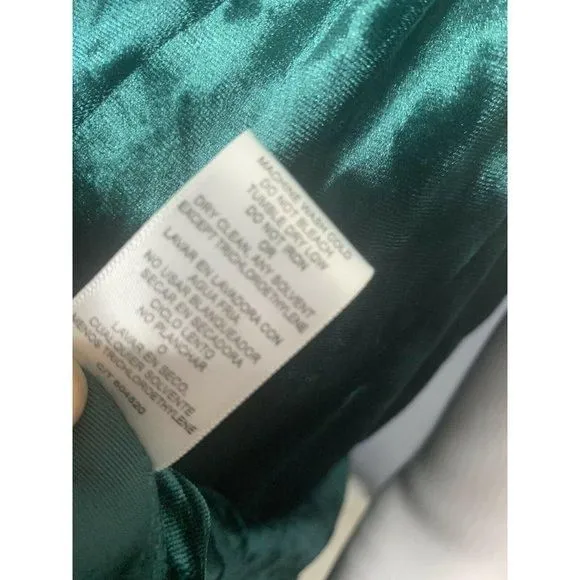 MACHINE WASH COLD
DO NOT BLEACH
TUMBLE DRY LOW
DO NOT IRON
OR
DRY CLEAN, ANY SOLVENT
EXCEPT TRICHLOROETHYLENE
LAVAR EN LAVADORA CON
AGUA FRIA
NO USAR BLANQUEADOR
SECAR EN SECADORA
CICLO LENTO
NO PLANCHAR
O
LAVAR EN SECO,
CUALQUIER SOLVENTE
MENOS TRICHLOROETHYLENE
C/T 604820